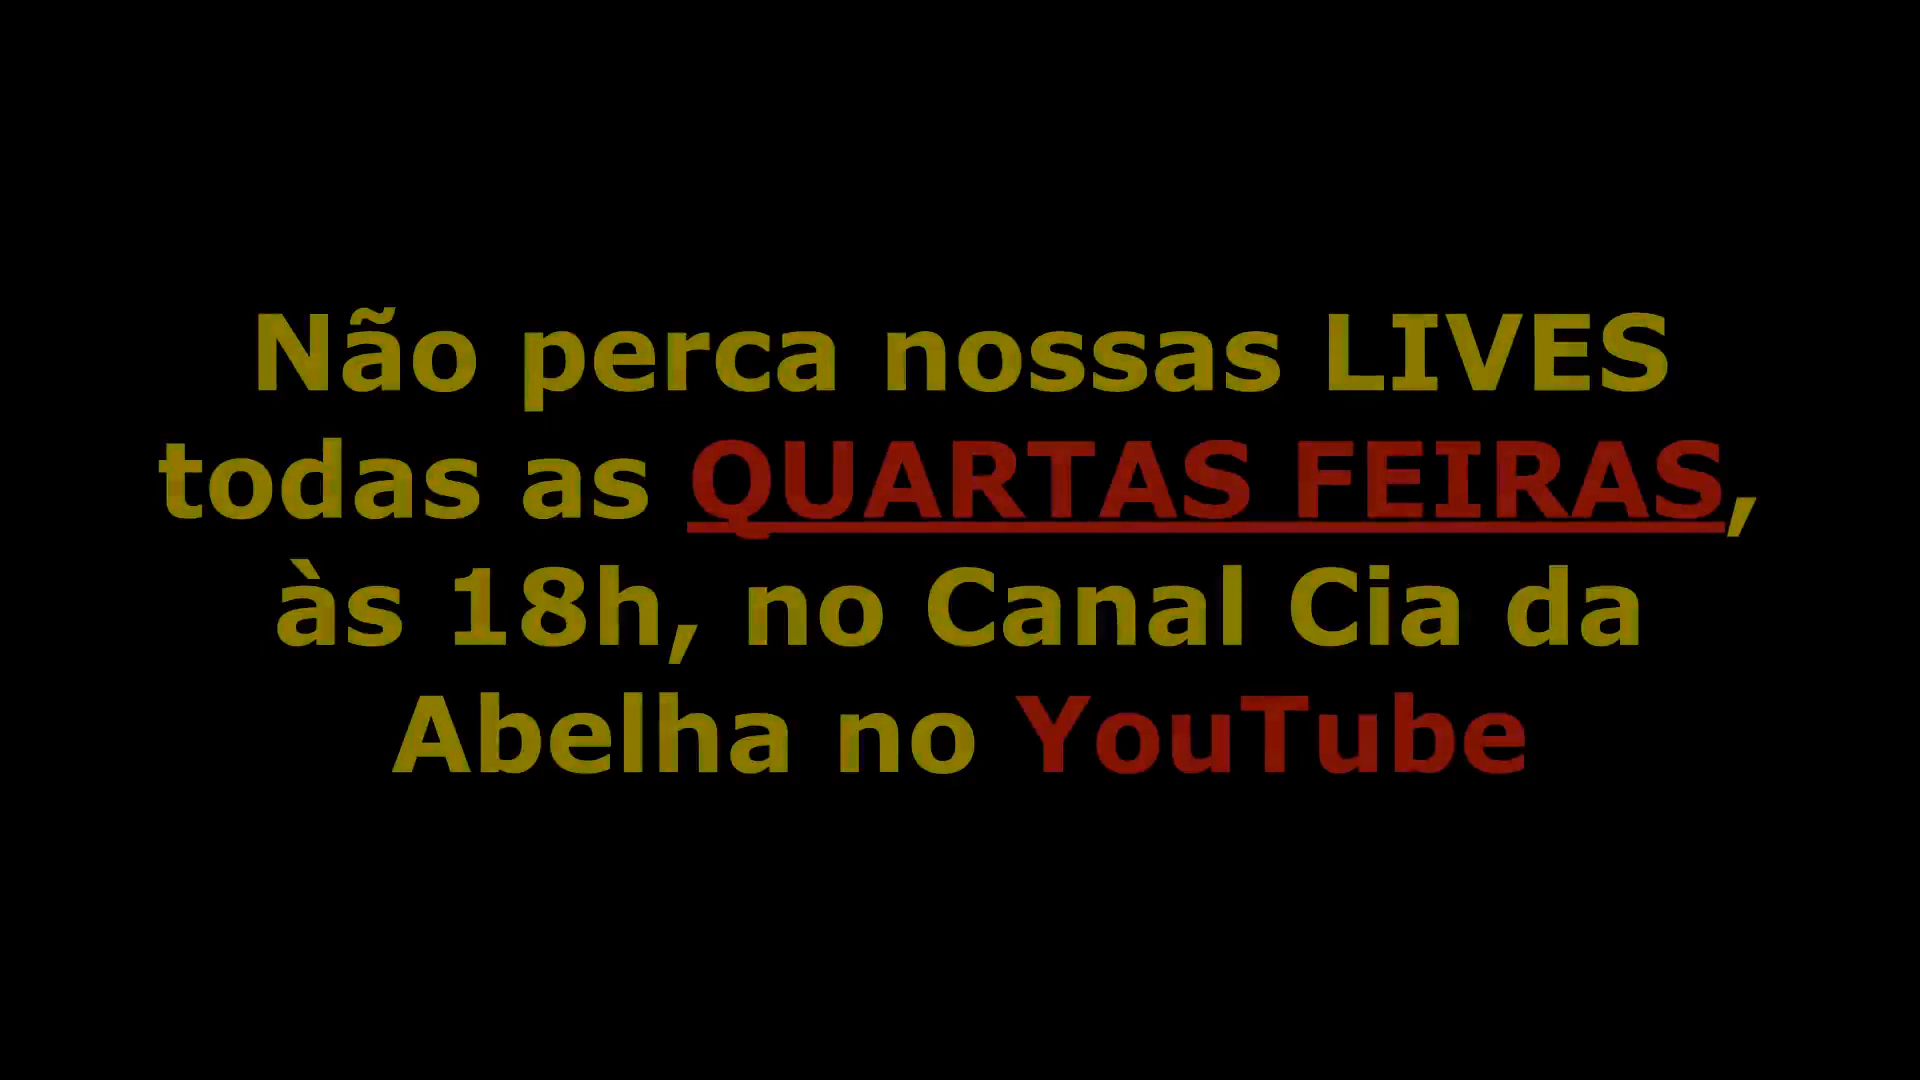 Não perca nossas LIVES
todas as QUARTAS FEIRAS,
às 18h, no Canal Cia da
Abelha no YouTube